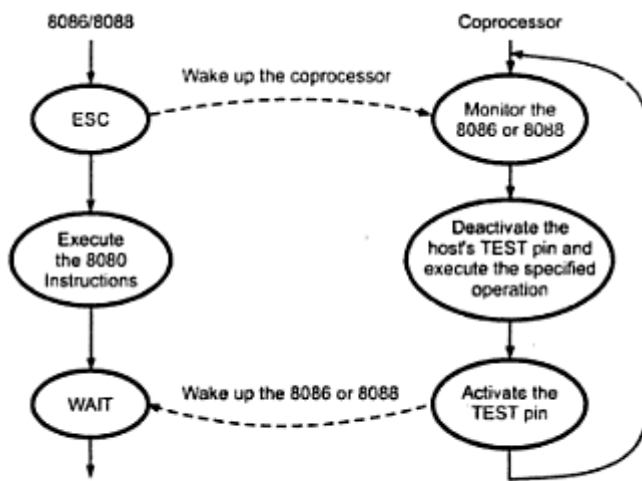 8086/8088
Coprocessor
Wake up the coprocessor
ESC
Monitor the
8086 or 8088
Execute
the 8080
Instructions
Deactivate the
host's TEST pin and
execute the specified
operation
WAIT
Wake up the 8086 or 8088
Activate the
TEST pin